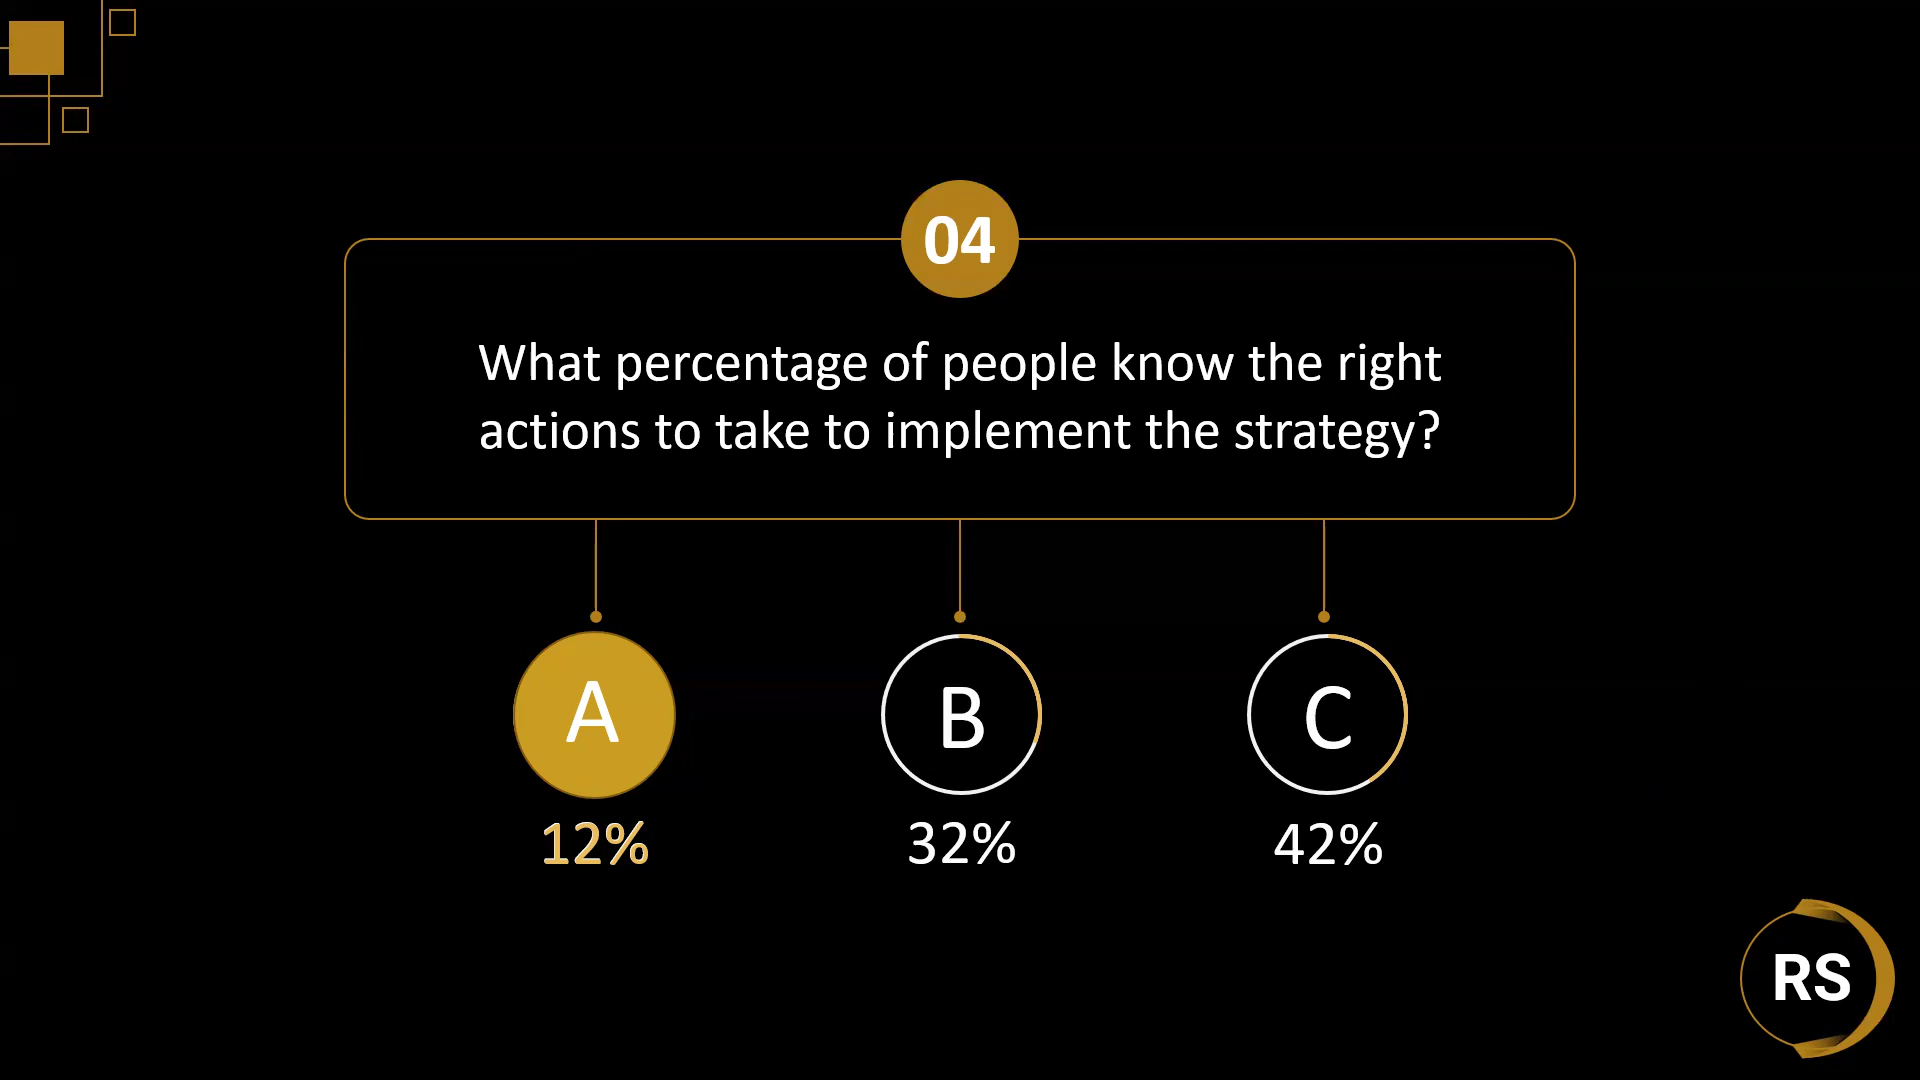 04
What percentage of people know the right
actions to take to implement the strategy?
A
B
C
12%
32%
42%
RS